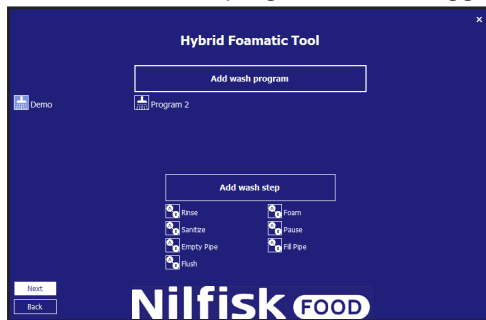 ×
Hybrid Foamatic Tool
Add wash program
Demo
Program 2
Add wash step
Rinse
Foam
Sanitize
Pause
Empty Pipe
Fill Pipe
Flush
Next
Back
Nilfisk FOOD